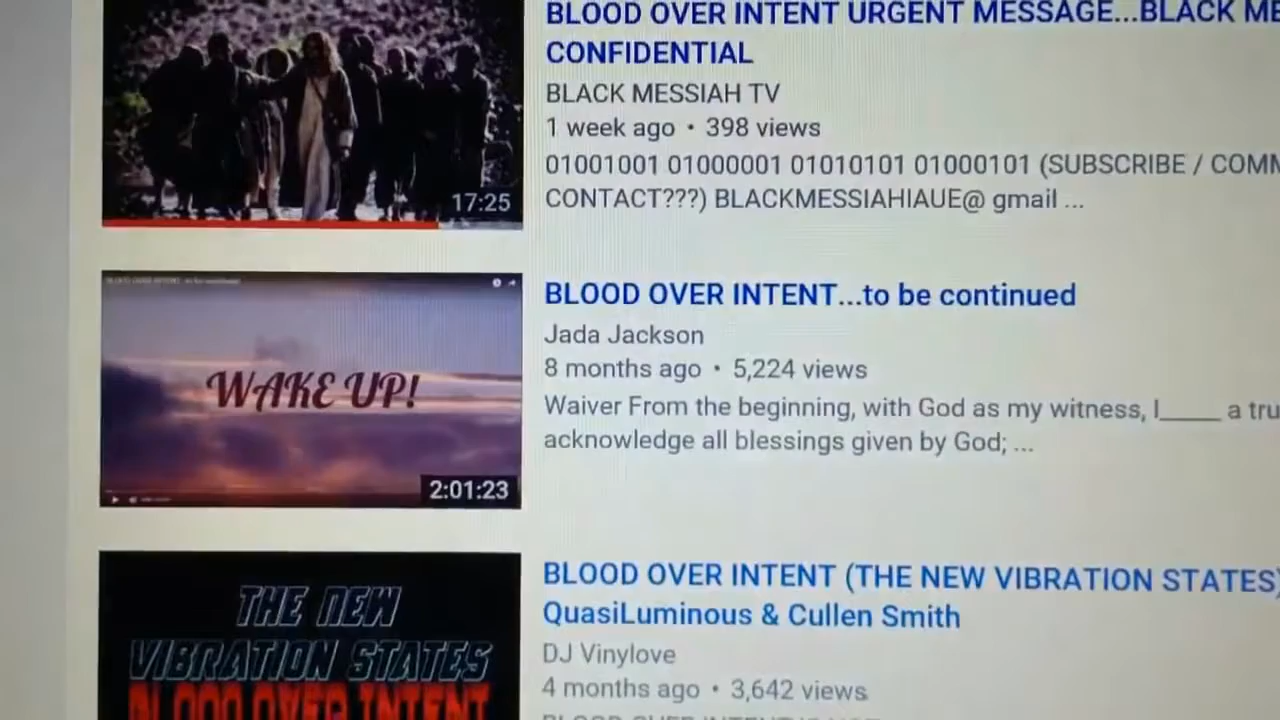 BLOOD OVER INTENT URGENT MESSAGE...BLACK ME
CONFIDENTIAL
BLACK MESSIAH TV
1 week ago • 398 views
01001001 01000001 01010101 01000101 (SUBSCRIBE / COMM
CONTACT???) BLACKMESSIAHIAUE@ gmail ...
17:25
BLOOD OVER INTENT...to be continued
Jada Jackson
8 months ago • 5,224 views
Waiver From the beginning, with God as my witness, I_____ a tru
acknowledge all blessings given by God; ...
WAKE UP!
2:01:23
BLOOD OVER INTENT (THE NEW VIBRATION STATES)
QuasiLuminous & Cullen Smith
DJ Vinylove
4 months ago • 3,642 views
THE NEW
VIBRATION STATES
BLOOD OVER INTENT